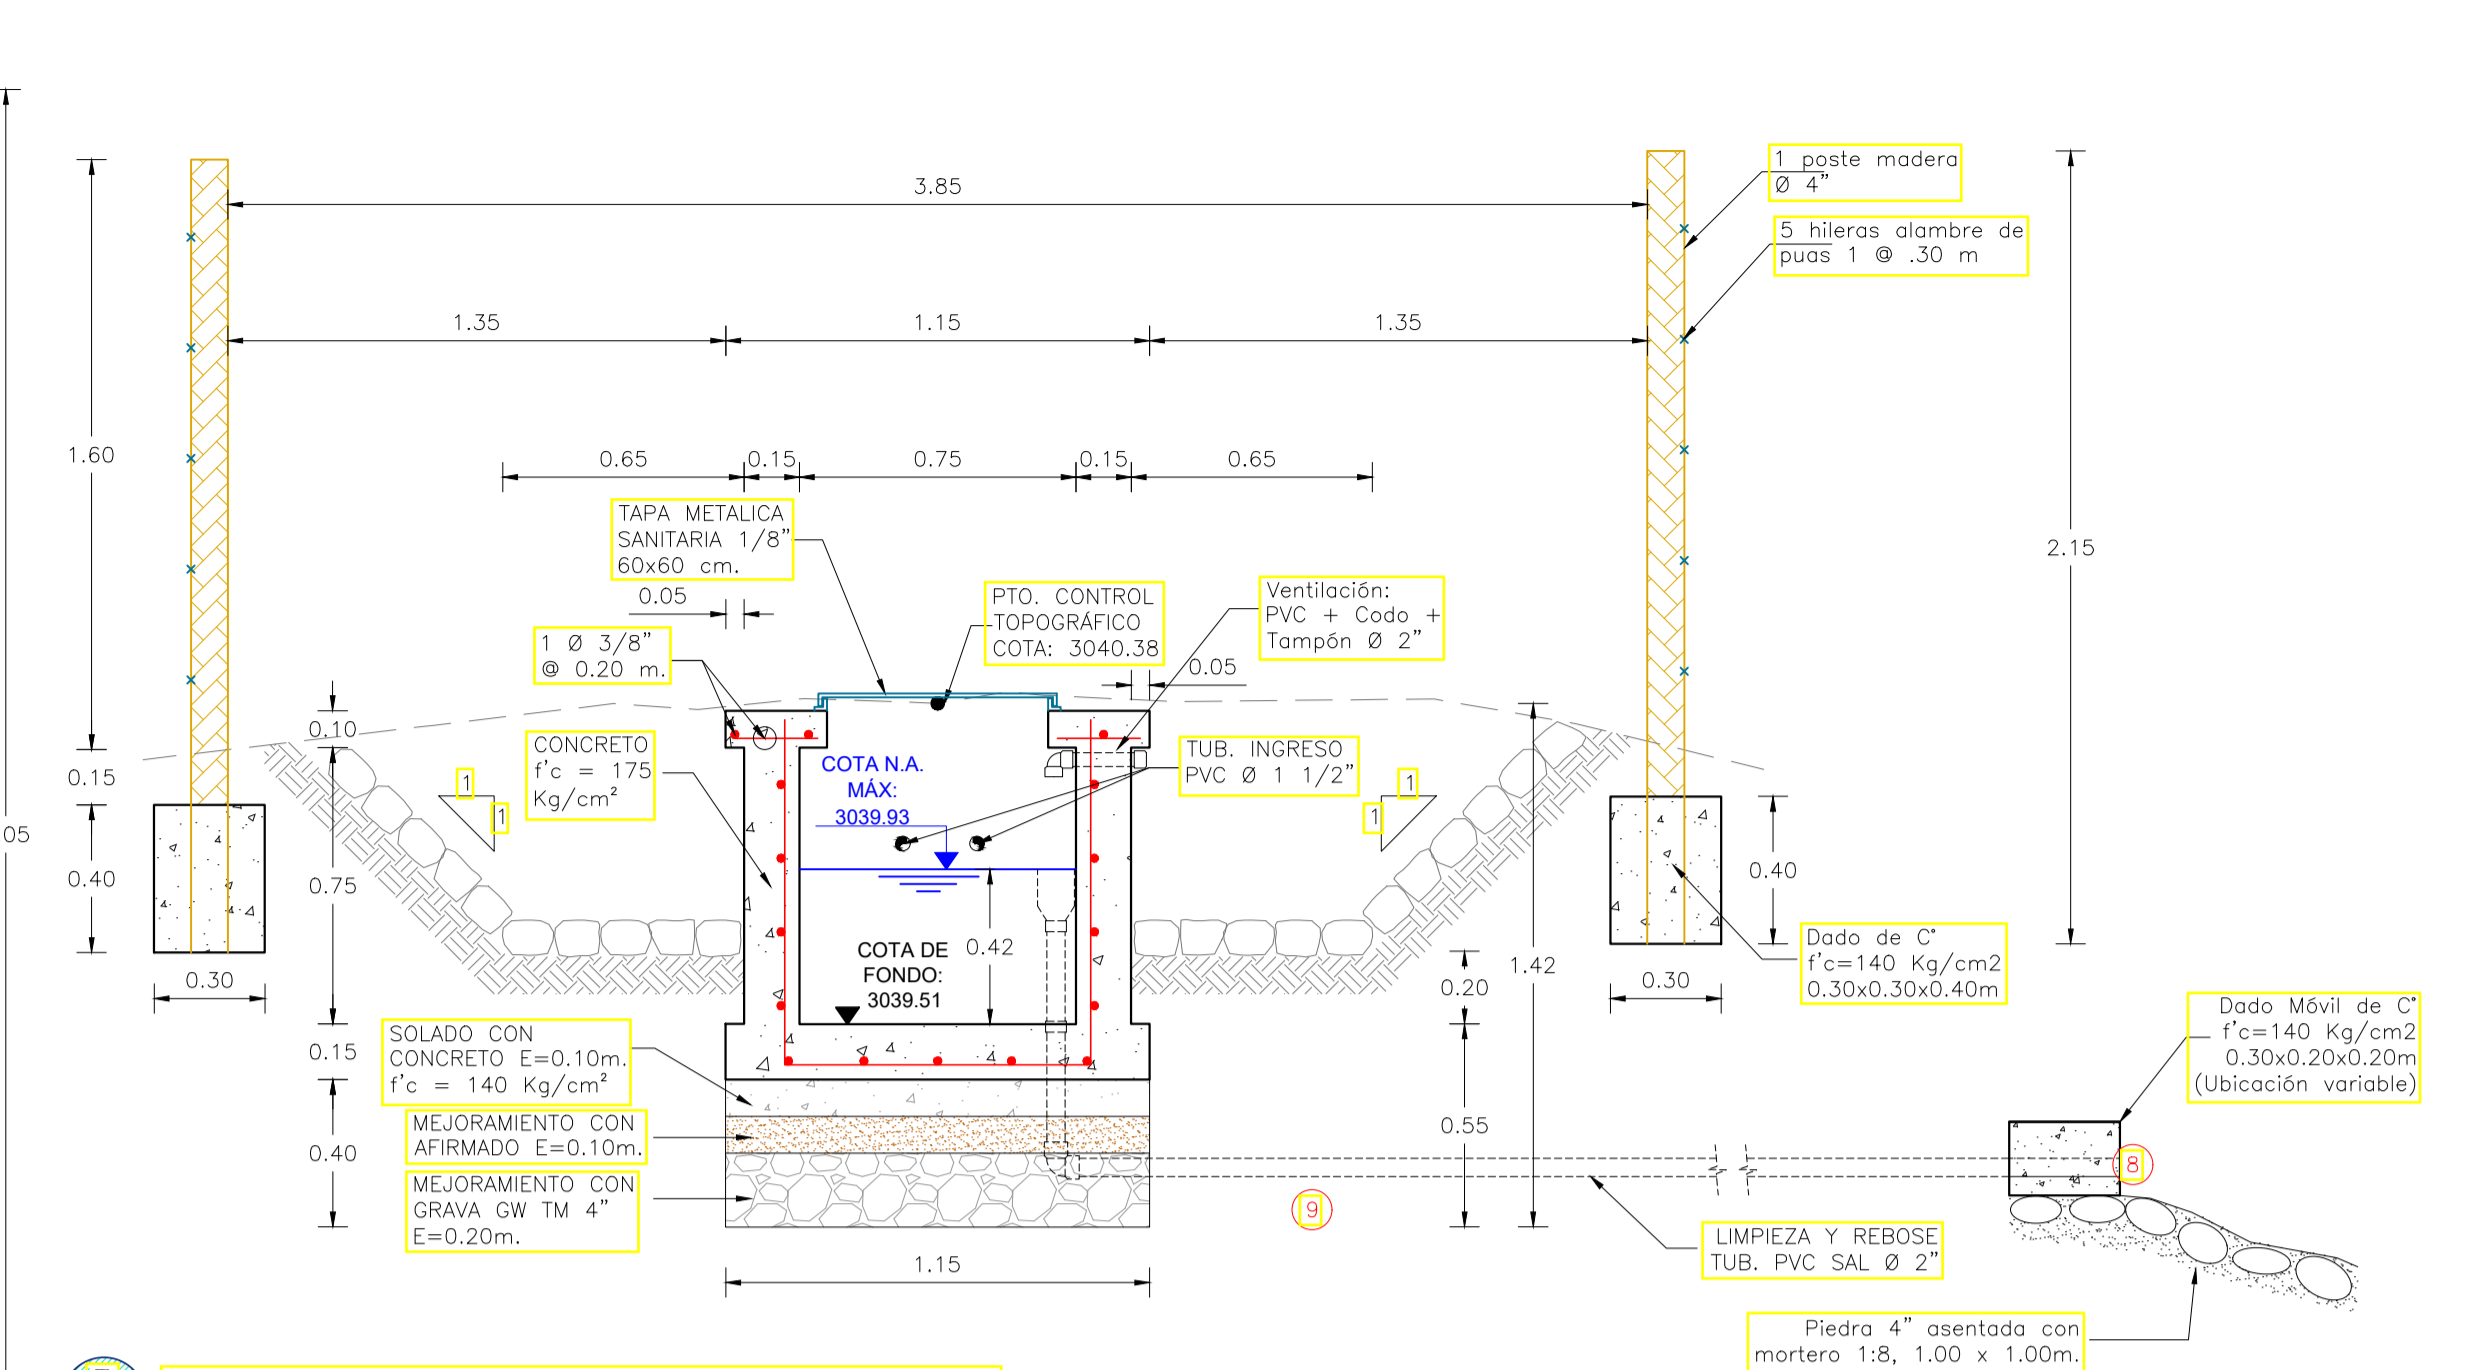 1 poste madera
Ø 4"
3.85
5 hileras alambre de
puas 1 @ .30 m
1.35
1.15
1.35
1.60
0.65
0.15
0.75
0.15
0.65
2.15
TAPA METALICA
SANITARIA 1/8"
60x60 cm.
0.05
PTO. CONTROL
TOPOGRÁFICO
COTA: 3040.38
Ventilación:
PVC + Codo +
Tampón Ø 2"
0.05
1 Ø 3/8"
@ 0.20 m.
0.10
CONCRETO
f'c = 175
Kg/cm²
COTA N.A.
MÁX:
3039.93
TUB. INGRESO
PVC Ø 1 1/2"
0.15
1
1
1
1
05
0.40
0.75
0.40
COTA DE
FONDO:
3039.51
0.42
1.42
Dado de C°
f'c=140 Kg/cm2
0.30x0.30x0.40m
0.30
0.20
0.30
Dado Móvil de C°
f'c=140 Kg/cm2
0.30x0.20x0.20m
(Ubicación variable)
SOLADO CON
CONCRETO E=0.10m.
f'c = 140 Kg/cm²
0.15
MEJORAMIENTO CON
AFIRMADO E=0.10m.
0.40
0.55
MEJORAMIENTO CON
GRAVA GW TM 4"
E=0.20m.
8
9
LIMPIEZA Y REBOSE
TUB. PVC SAL Ø 2"
1.15
Piedra 4" asentada con
mortero 1:8, 1.00 x 1.00m.